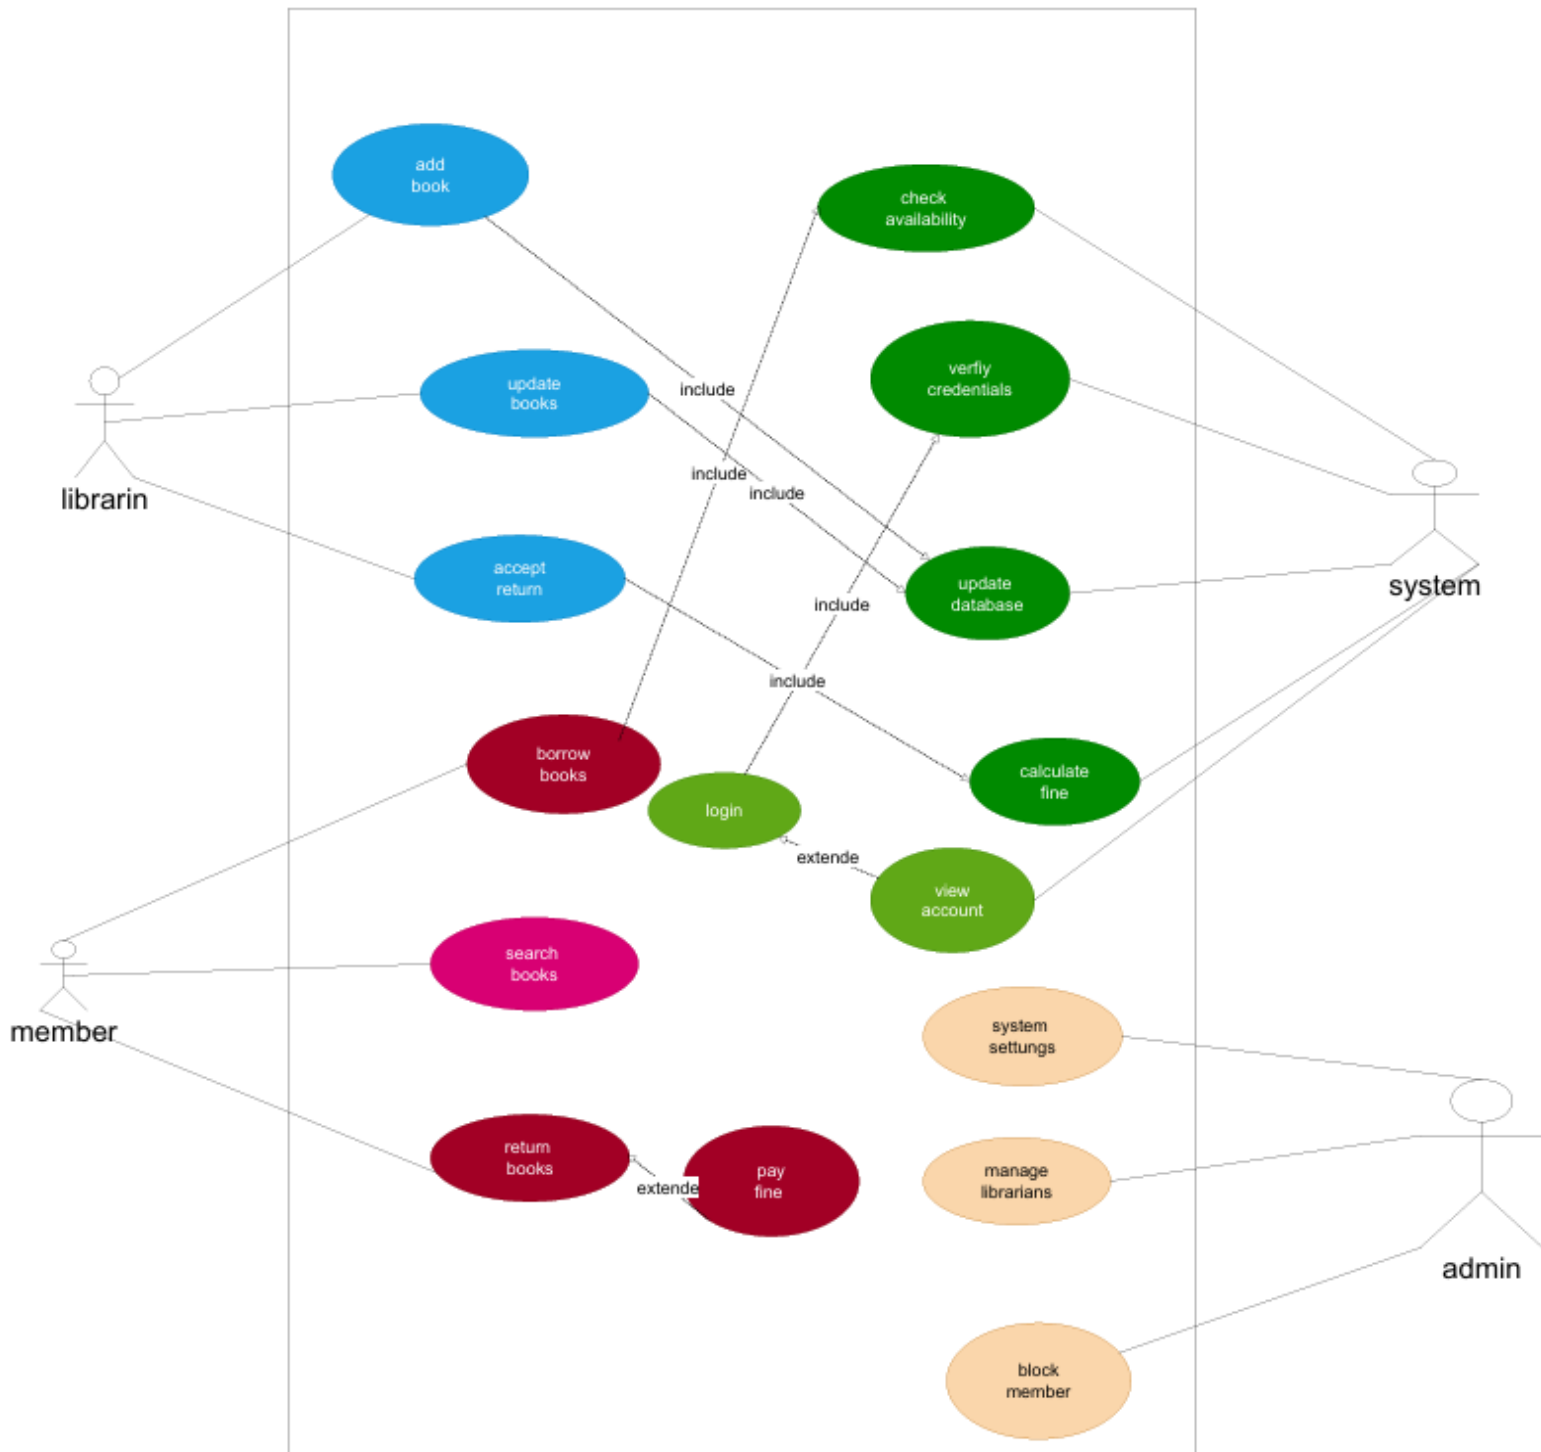 add
book
check
availability
verfiy
credentials
include
update
books
include
include
librarin
accept
return
update
database
system
include
include
borrow
books
calculate
fine
login
extende
view
account
search
books
member
system
settungs
return
books
pay
fine
extende
manage
librarians
admin
block
member